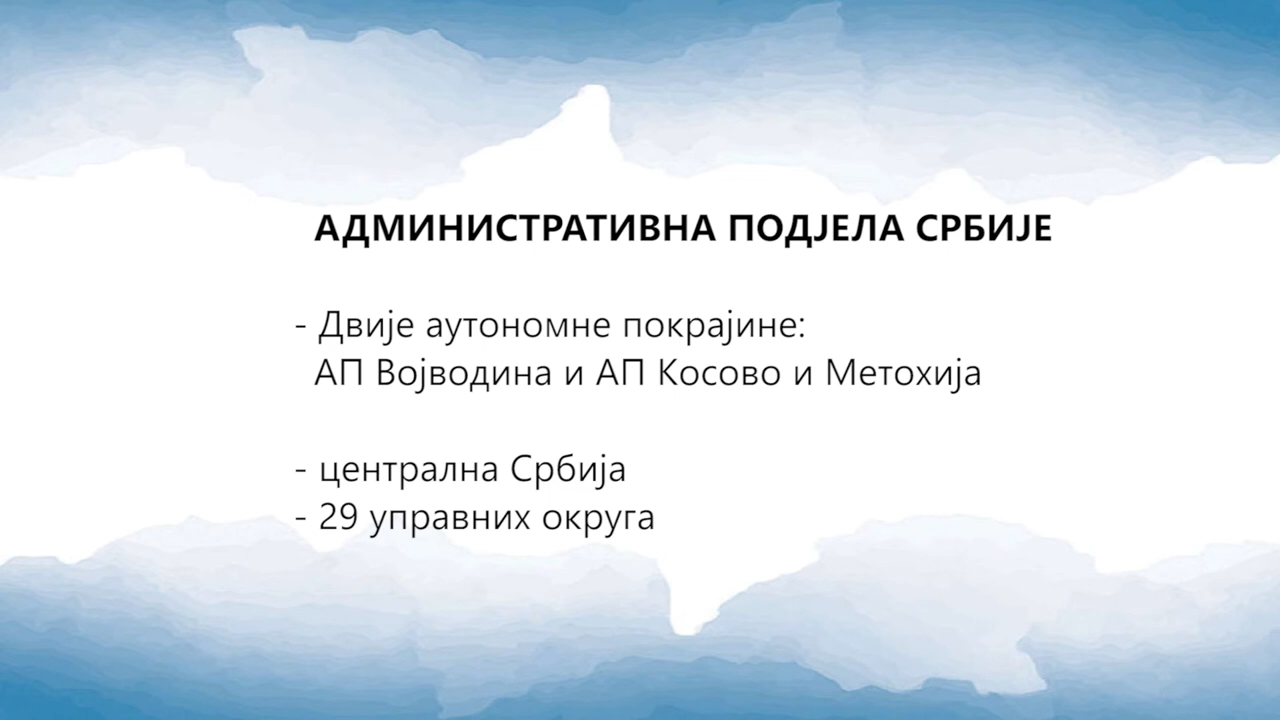 АДМИНИСТРАТИВНА ПОДЈЕЛА СРБИЈЕ
- Двије аутономне покрајине:
АП Војводина и АП Косово и Метохија
- централна Србија
- 29 управних округа